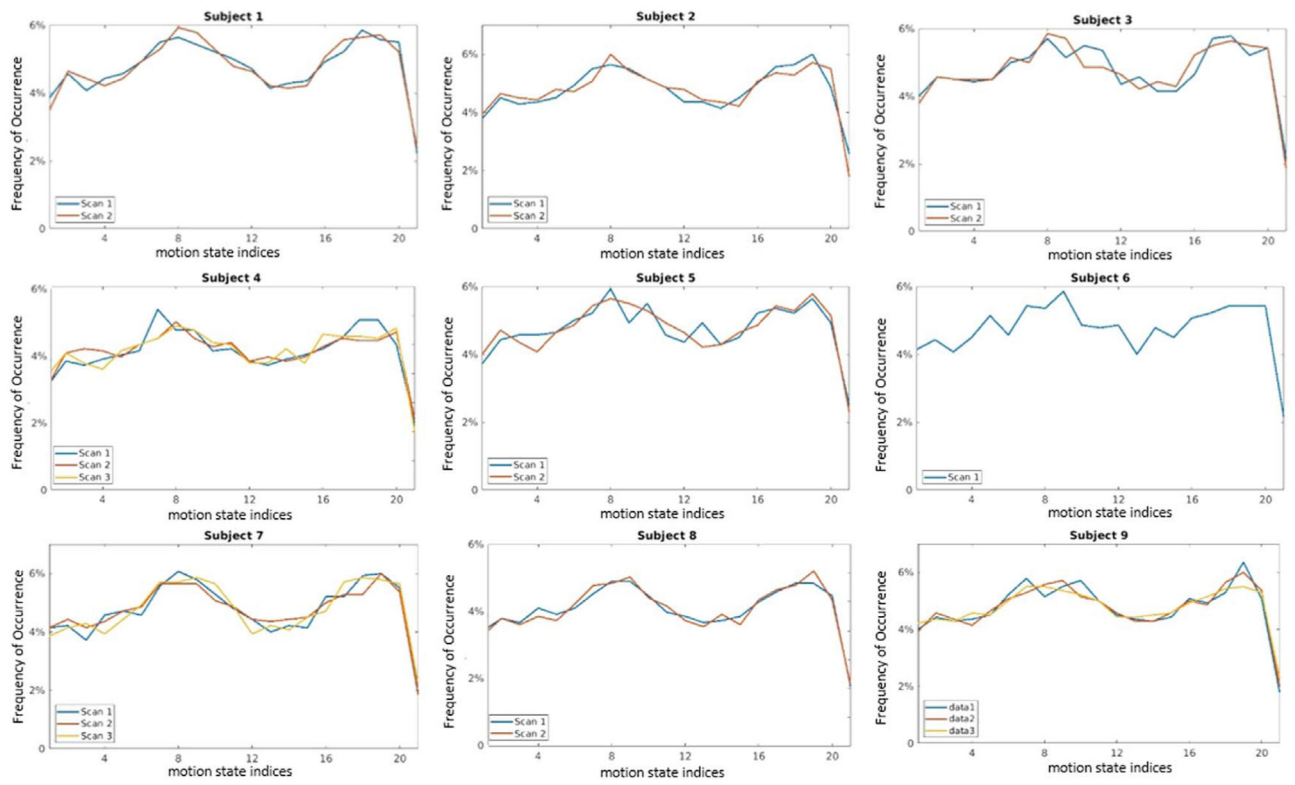 Subject 1
Frequency of Occurrence
6%
4%
2%
0
4 8 12 16 20
motion state indices
Scan 1
Scan 2
Subject 2
Frequency of Occurrence
6%
4%
2%
0
4 8 12 16 20
motion state indices
Scan 1
Scan 2
Subject 3
Frequency of Occurrence
6%
4%
2%
0
4 8 12 16 20
motion state indices
Scan 1
Scan 2
Subject 4
Frequency of Occurrence
6%
4%
2%
0
4 8 12 16 20
motion state indices
Scan 1
Scan 2
Scan 3
Subject 5
Frequency of Occurrence
6%
4%
2%
0
4 8 12 16 20
motion state indices
Scan 1
Scan 2
Subject 6
Frequency of Occurrence
6%
4%
2%
0
4 8 12 16 20
motion state indices
Scan 1
Subject 7
Frequency of Occurrence
6%
4%
2%
0
4 8 12 16 20
motion state indices
Scan 1
Scan 2
Scan 3
Subject 8
Frequency of Occurrence
6%
4%
2%
0
4 8 12 16 20
motion state indices
Scan 1
Scan 2
Subject 9
Frequency of Occurrence
6%
4%
2%
0
4 8 12 16 20
motion state indices
data1
data2
data3